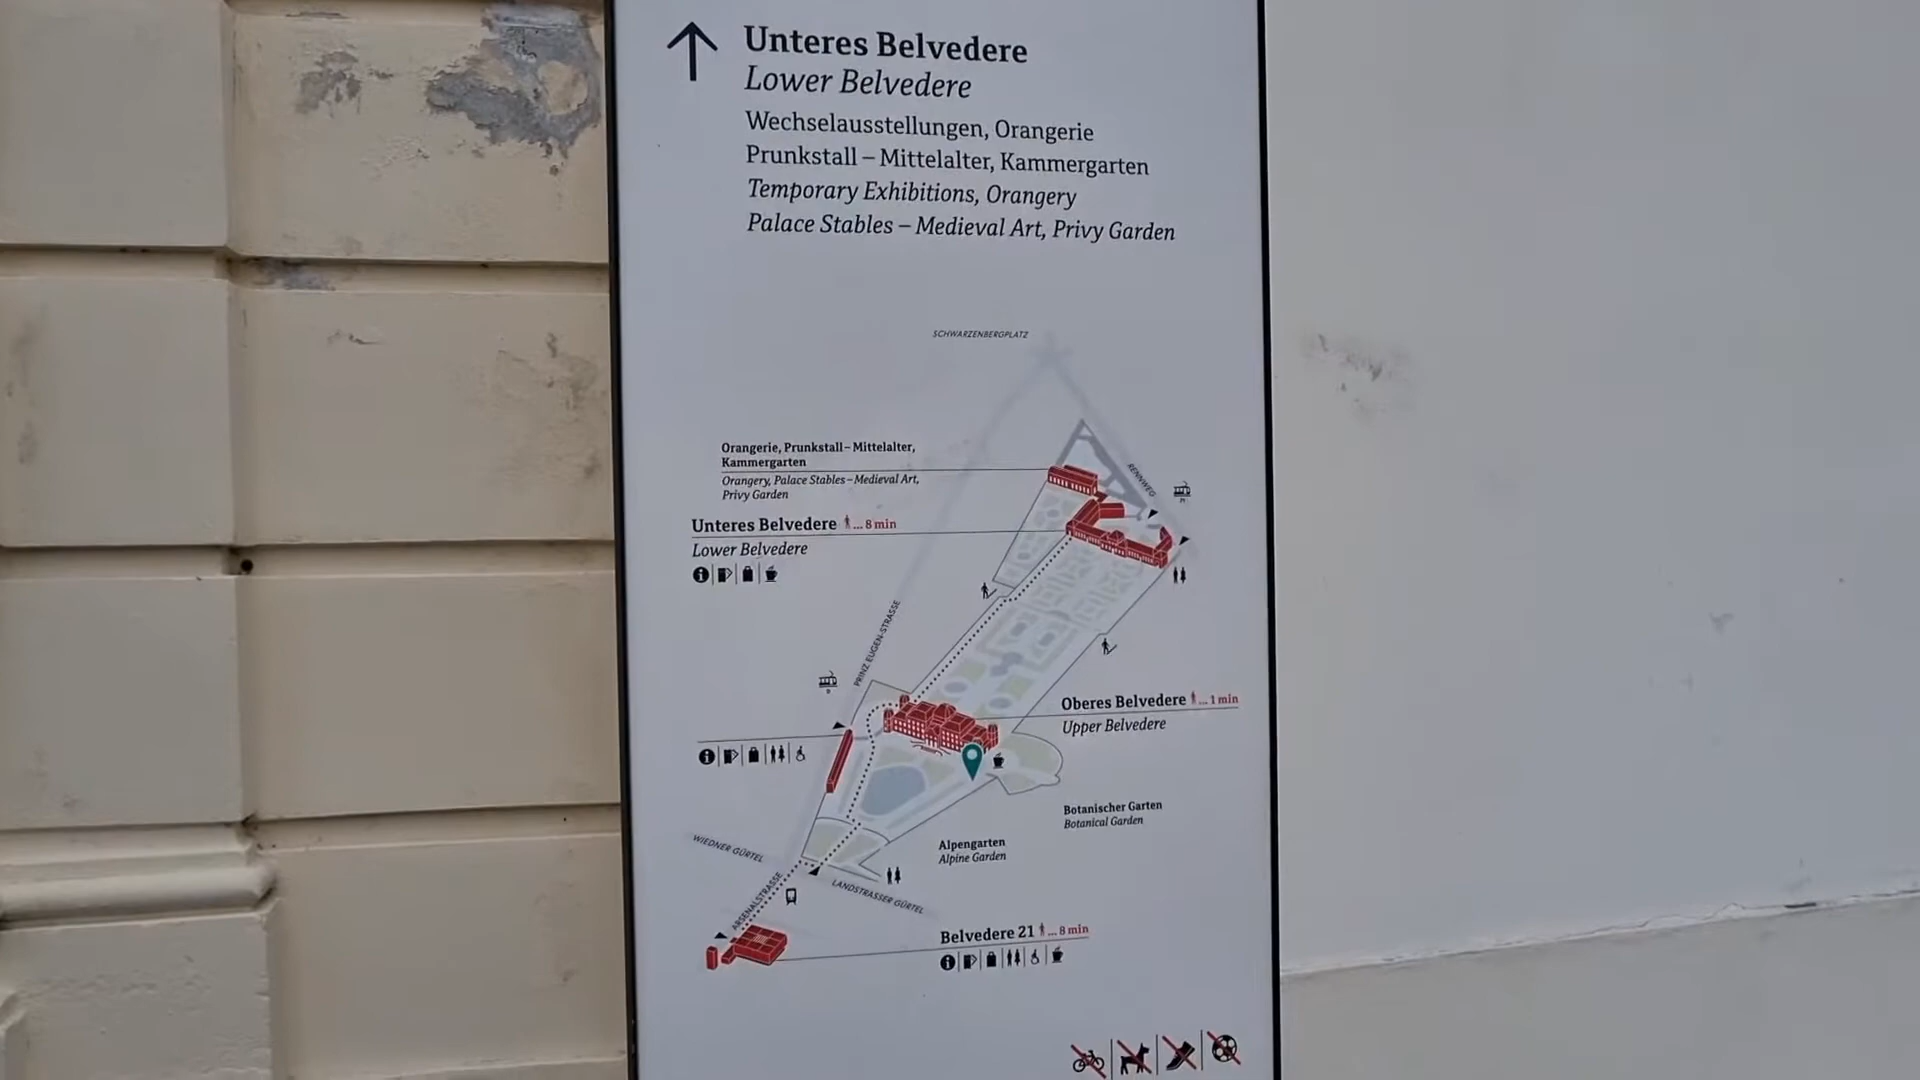 Unteres Belvedere
Lower Belvedere
Wechselausstellungen, Orangerie
Prunkstall – Mittelalter, Kammergarten
Temporary Exhibitions, Orangery
Palace Stables – Medieval Art, Privy Garden
SCHWARZENBERGPLATZ
Orangerie, Prunkstall – Mittelalter,
Kammergarten
Orangery, Palace Stables – Medieval Art,
Privy Garden
RENNWEG
71
Unteres Belvedere ... 8 min
Lower Belvedere
PRINZ EUGEN-STRASSE
D
Oberes Belvedere ... 1 min
Upper Belvedere
Botanischer Garten
Botanical Garden
Alpengarten
Alpine Garden
WIEDNER GÜRTEL
ARSENALSTRASSE
LANDSTRASSER GÜRTEL
Belvedere 21 ... 8 min